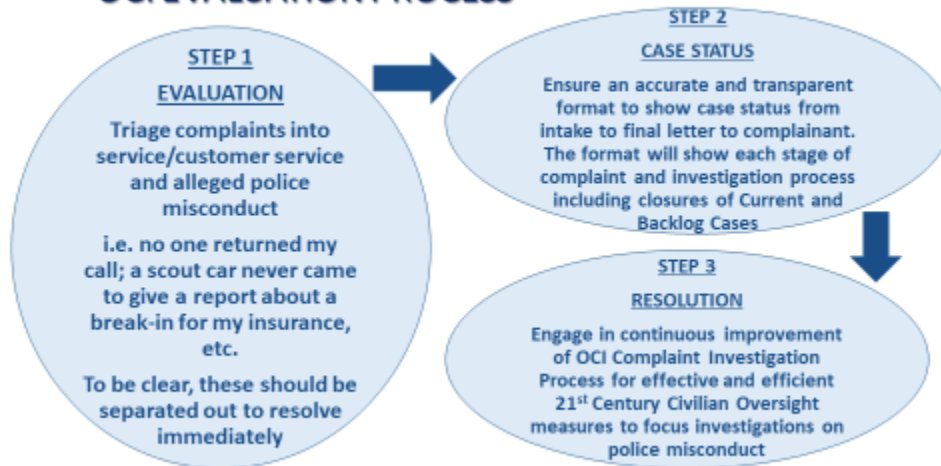 OCI EVALUATION PROCESS
STEP 1
EVALUATION
Triage complaints into
service/customer service
and alleged police
misconduct
i.e. no one returned my
call; a scout car never came
to give a report about a
break-in for my insurance,
etc.
To be clear, these should be
separated out to resolve
immediately
STEP 2
CASE STATUS
Ensure an accurate and transparent
format to show case status from
intake to final letter to complainant.
The format will show each stage of
complaint and investigation process
including closures of Current and
Backlog Cases
STEP 3
RESOLUTION
Engage in continuous improvement
of OCI Complaint Investigation
Process for effective and efficient
21st Century Civilian Oversight
measures to focus investigations on
police misconduct